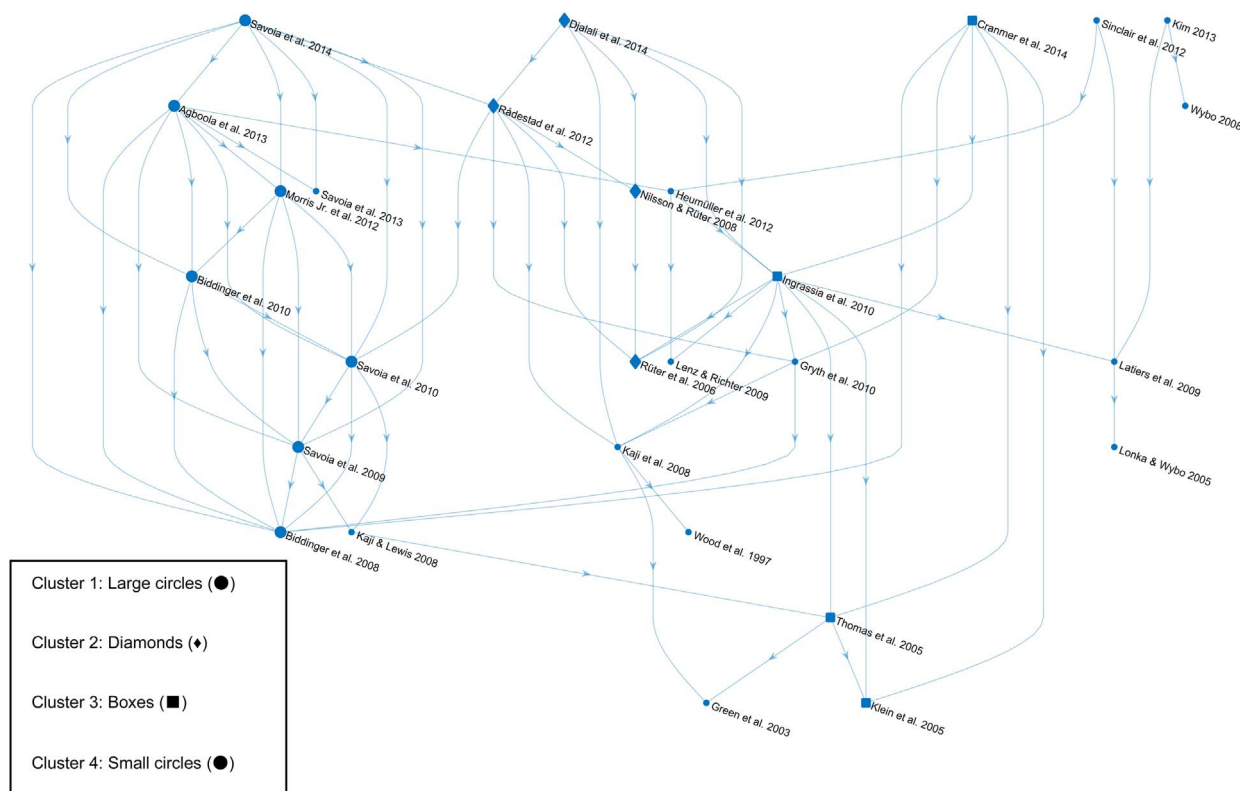 Savoia et al. 2014
Djalali et al. 2014
Cranmer et al. 2014
Sinclair et al. 2012
Kim 2013
Agboola et al. 2013
Rådestad et al. 2012
Wybo 2008
Morris Jr. et al. 2012
Savoia et al. 2013
Nilsson & Rüter 2008
Heumüller et al. 2012
Biddinger et al. 2010
Ingrassia et al. 2010
Savoia et al. 2010
Rüter et al. 2006
Lenz & Richter 2009
Gryth et al. 2010
Latiers et al. 2009
Savoia et al. 2009
Kaji et al. 2008
Lonka & Wybo 2005
Biddinger et al. 2008
Kaji & Lewis 2008
Wood et al. 1997
Thomas et al. 2005
Green et al. 2003
Klein et al. 2005
Cluster 1: Large circles (●)
Cluster 2: Diamonds (♦)
Cluster 3: Boxes (■)
Cluster 4: Small circles (●)